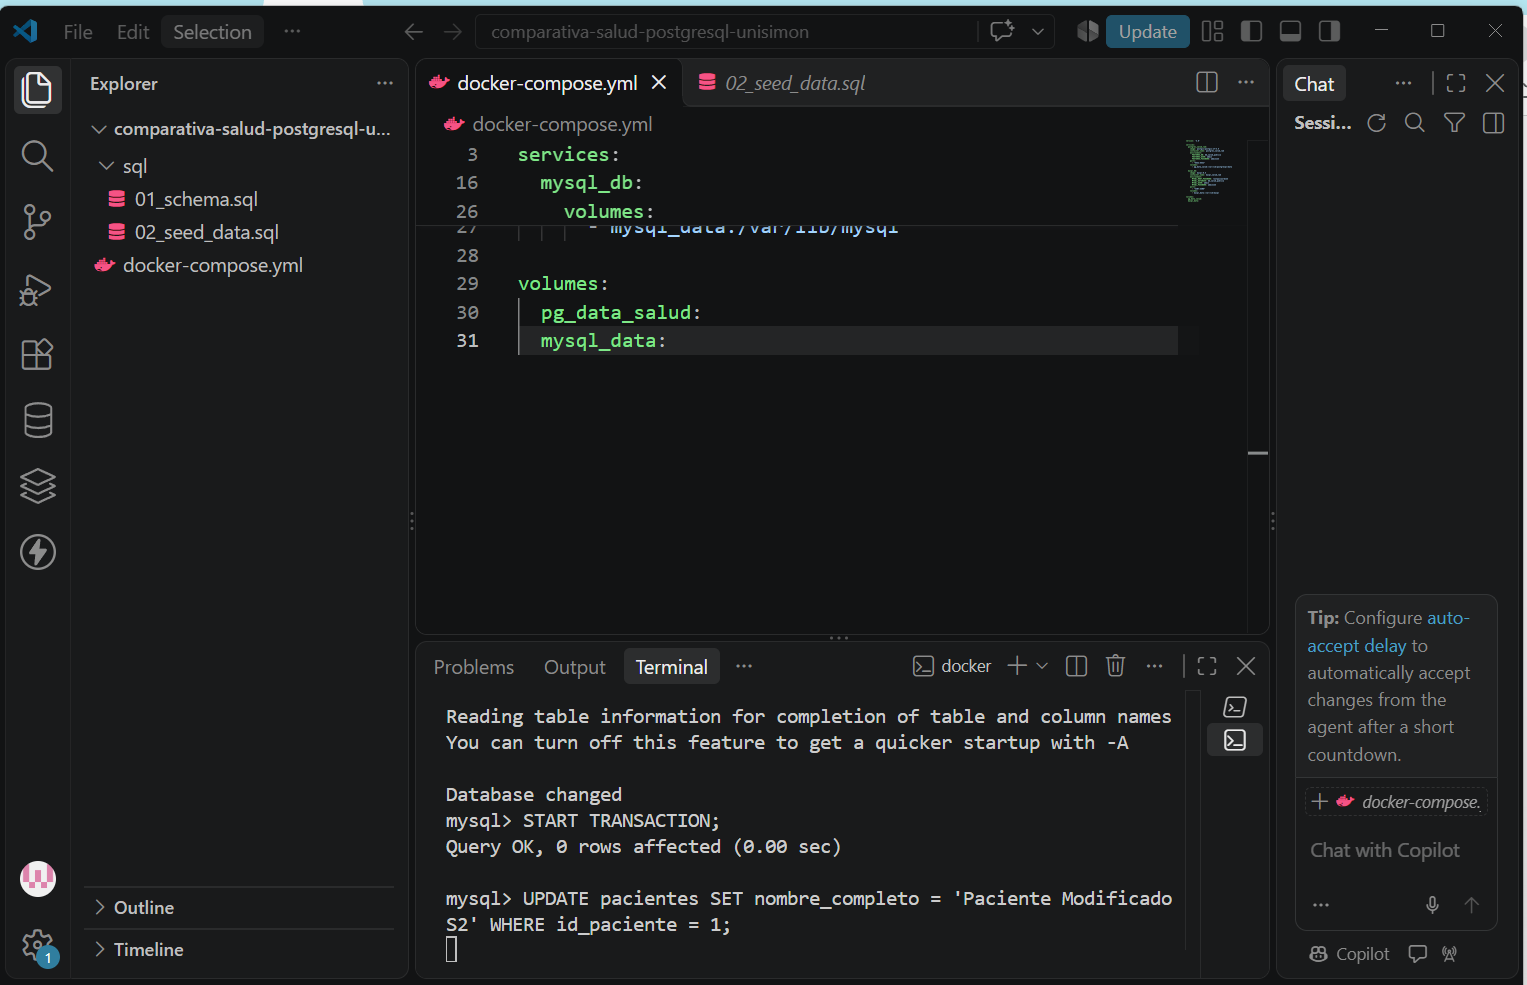 File Edit Selection ··· comparativa-salud-postgresql-unisimon Update
Explorer
comparativa-salud-postgresql-u...
sql
01_schema.sql
02_seed_data.sql
docker-compose.yml
Outline
Timeline
1
docker-compose.yml 02_seed_data.sql
docker-compose.yml
3 services:
16 mysql_db:
26 volumes:
27 - mysql_data:/var/lib/mysql
28
29 volumes:
30 pg_data_salud:
31 mysql_data:
Problems Output Terminal ··· docker
Reading table information for completion of table and column names
You can turn off this feature to get a quicker startup with -A
Database changed
mysql> START TRANSACTION;
Query OK, 0 rows affected (0.00 sec)
mysql> UPDATE pacientes SET nombre_completo = 'Paciente Modificado
S2' WHERE id_paciente = 1;
Chat
Sessi...
Tip: Configure auto-
accept delay to
automatically accept
changes from the
agent after a short
countdown.
docker-compose.
Chat with Copilot
Copilot